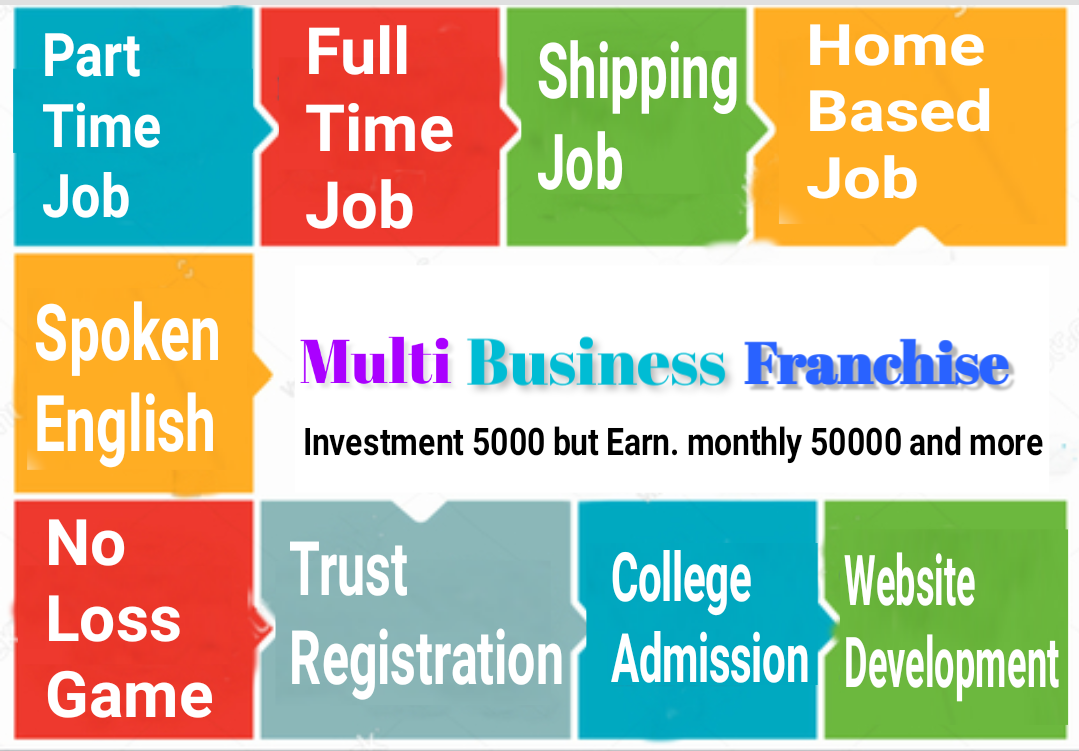 Part
Time
Job
Full
Time
Job
Shipping
Job
Home
Based
Job
Spoken
English
Multi Business Franchise
Investment 5000 but Earn. monthly 50000 and more
No
Loss
Game
Trust
Registration
College
Admission
Website
Development